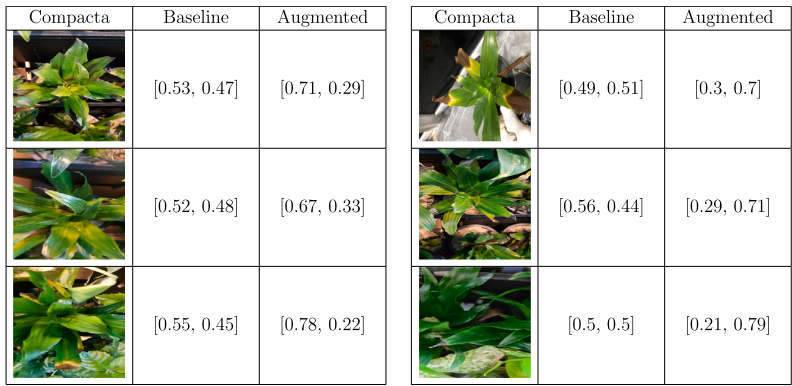 Compacta Baseline Augmented
[0.53, 0.47] [0.71, 0.29]
[0.52, 0.48] [0.67, 0.33]
[0.55, 0.45] [0.78, 0.22]
Compacta Baseline Augmented
[0.49, 0.51] [0.3, 0.7]
[0.56, 0.44] [0.29, 0.71]
[0.5, 0.5] [0.21, 0.79]